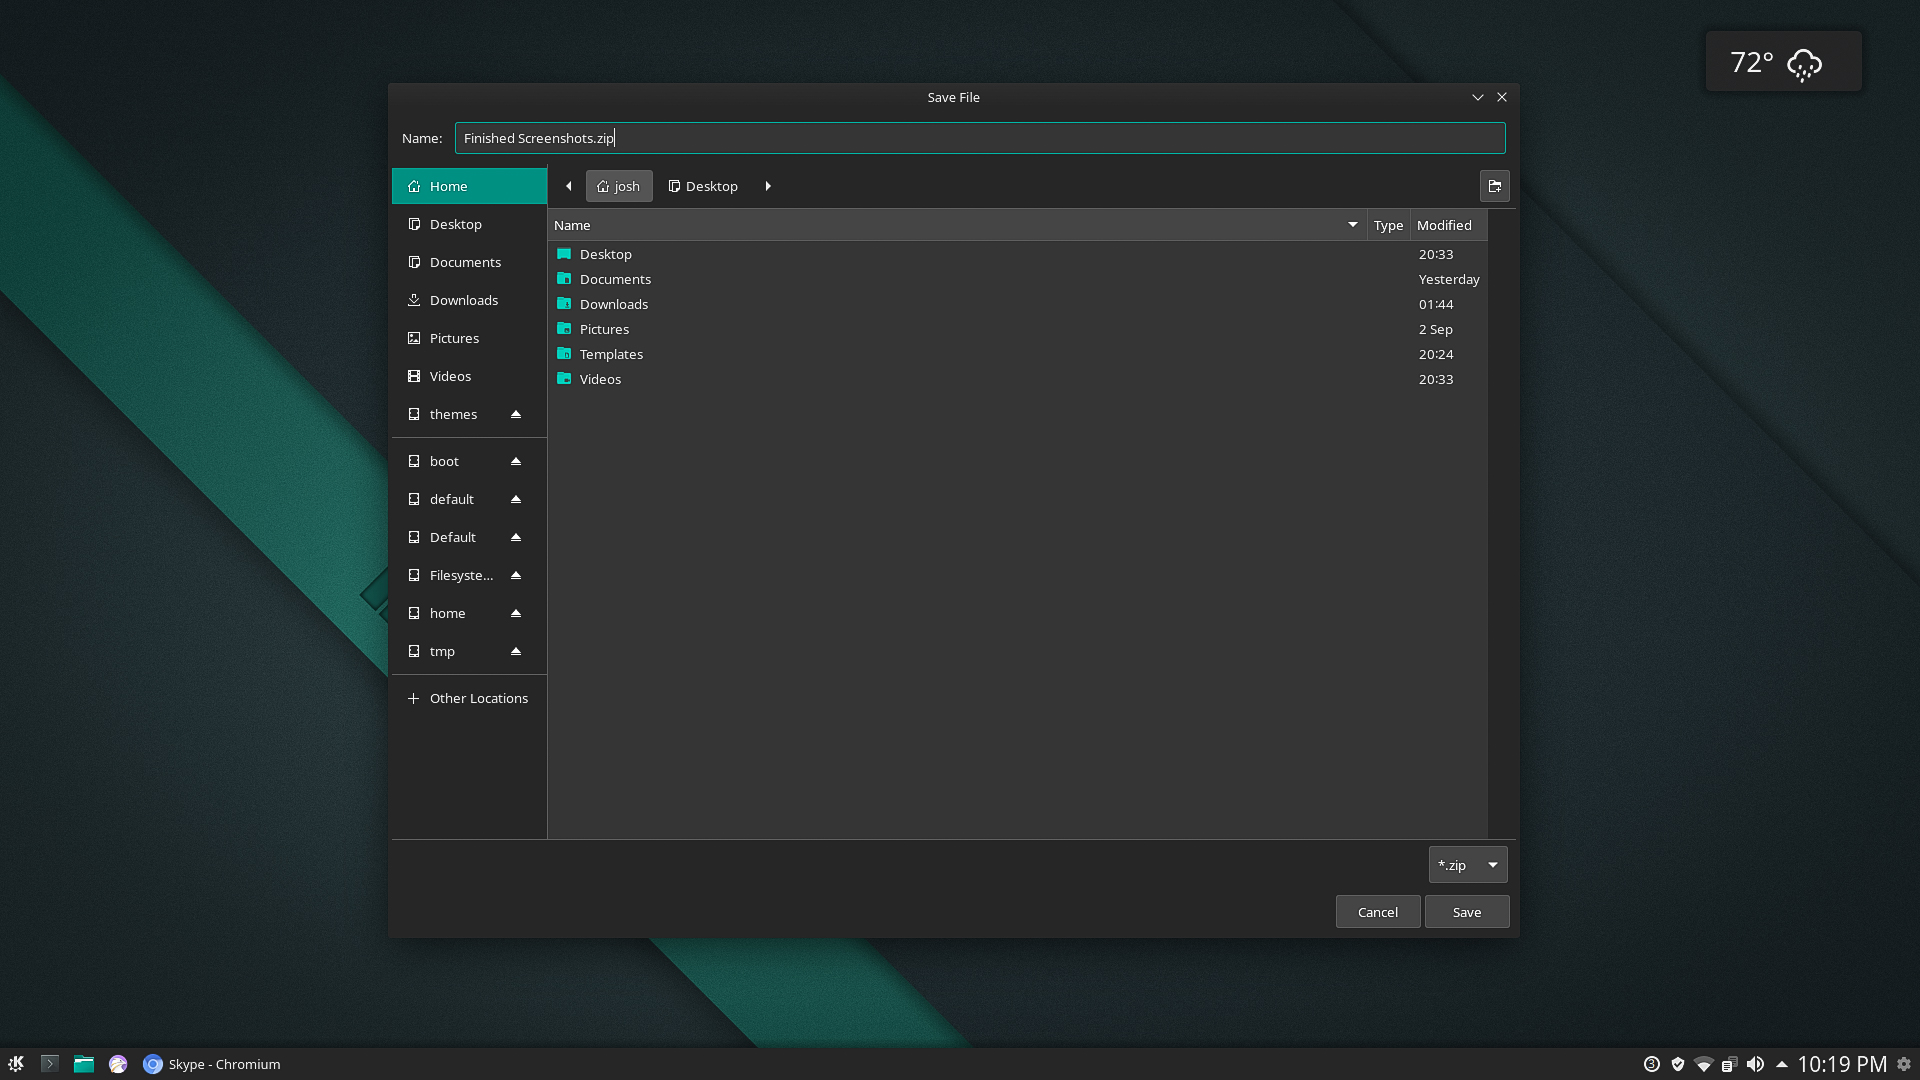 72°
Save File
Name: Finished Screenshots.zip
Home
josh Desktop
Desktop
Documents
Downloads
Pictures
Videos
themes
boot
default
Default
Filesyste...
home
tmp
Other Locations
Name Type Modified
Desktop 20:33
Documents Yesterday
Downloads 01:44
Pictures 2 Sep
Templates 20:24
Videos 20:33
*.zip
Cancel Save
Skype - Chromium
3
10:19 PM